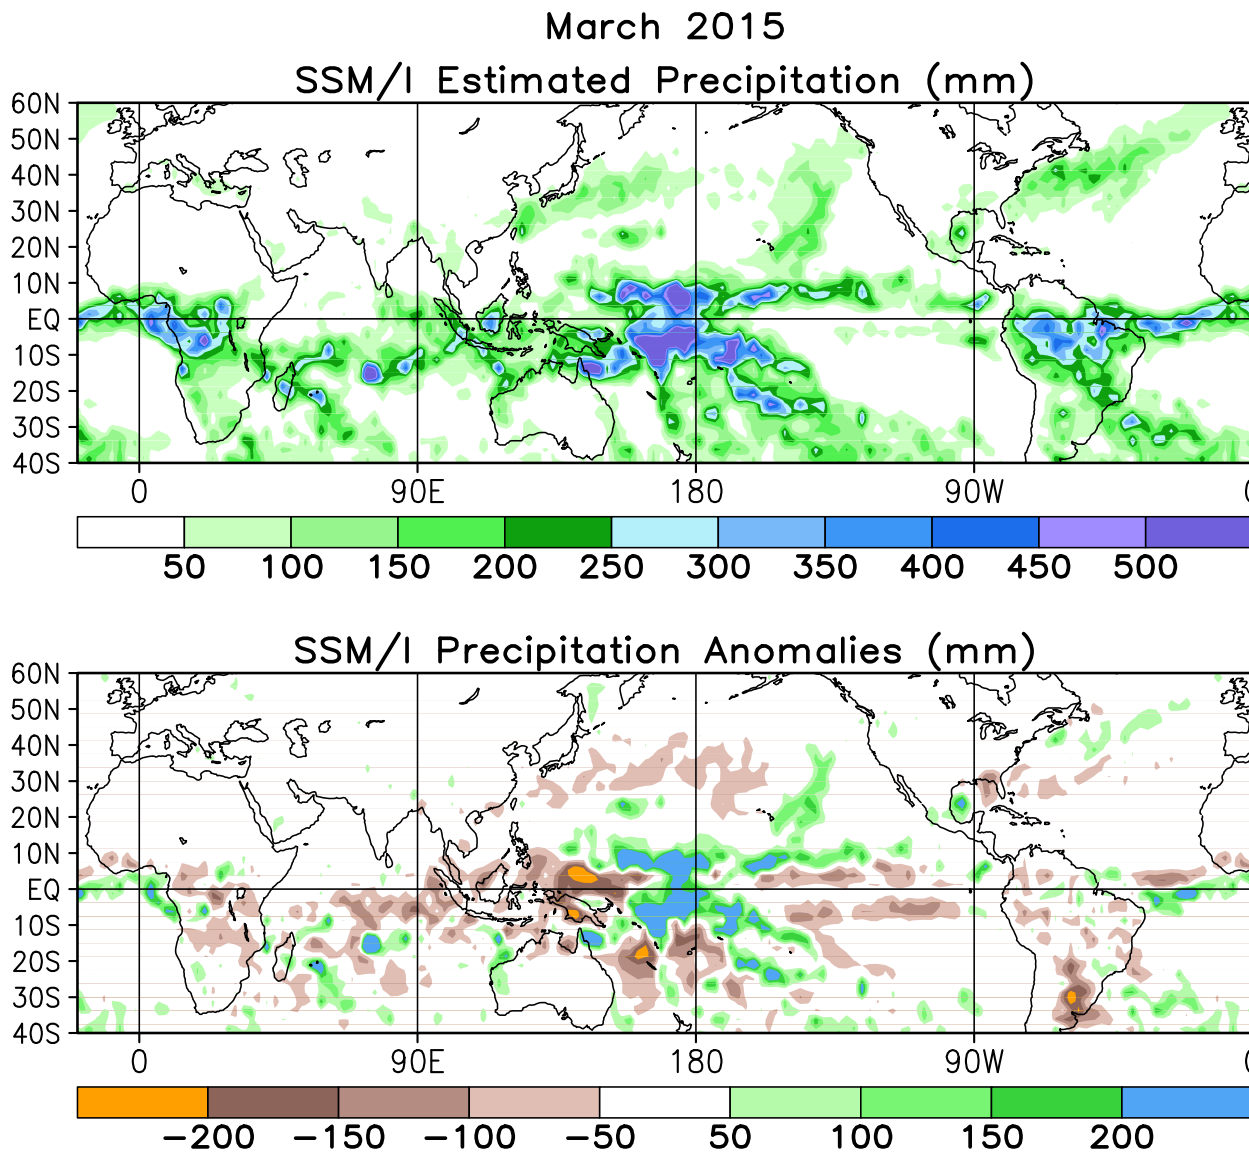 March 2015
SSM/I Estimated Precipitation (mm)
60N
50N
40N
30N
20N
10N
EQ
10S
20S
30S
40S
0 90E 180 90W 0
50 100 150 200 250 300 350 400 450 500
SSM/I Precipitation Anomalies (mm)
60N
50N
40N
30N
20N
10N
EQ
10S
20S
30S
40S
0 90E 180 90W 0
−200 −150 −100 −50 50 100 150 200